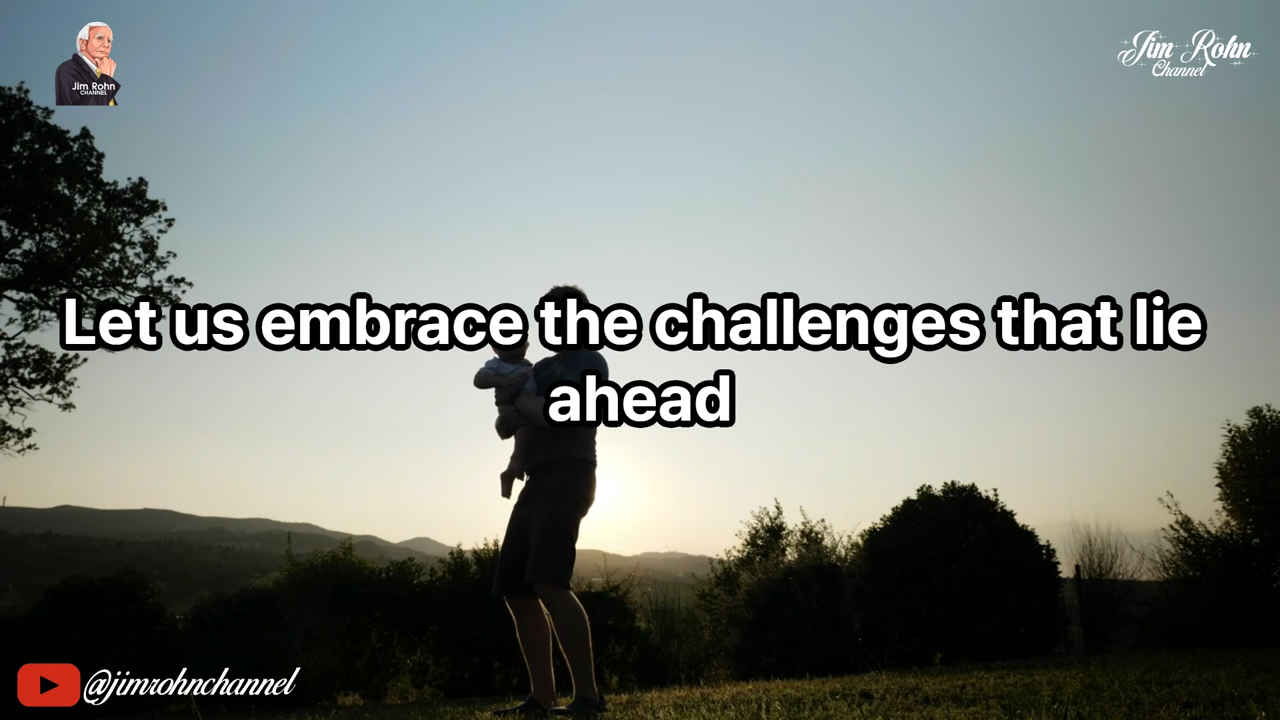 Jim Rohn
CHANNEL
Jim Rohn
Channel
Let us embrace the challenges that lie
ahead
@jimrohnchannel